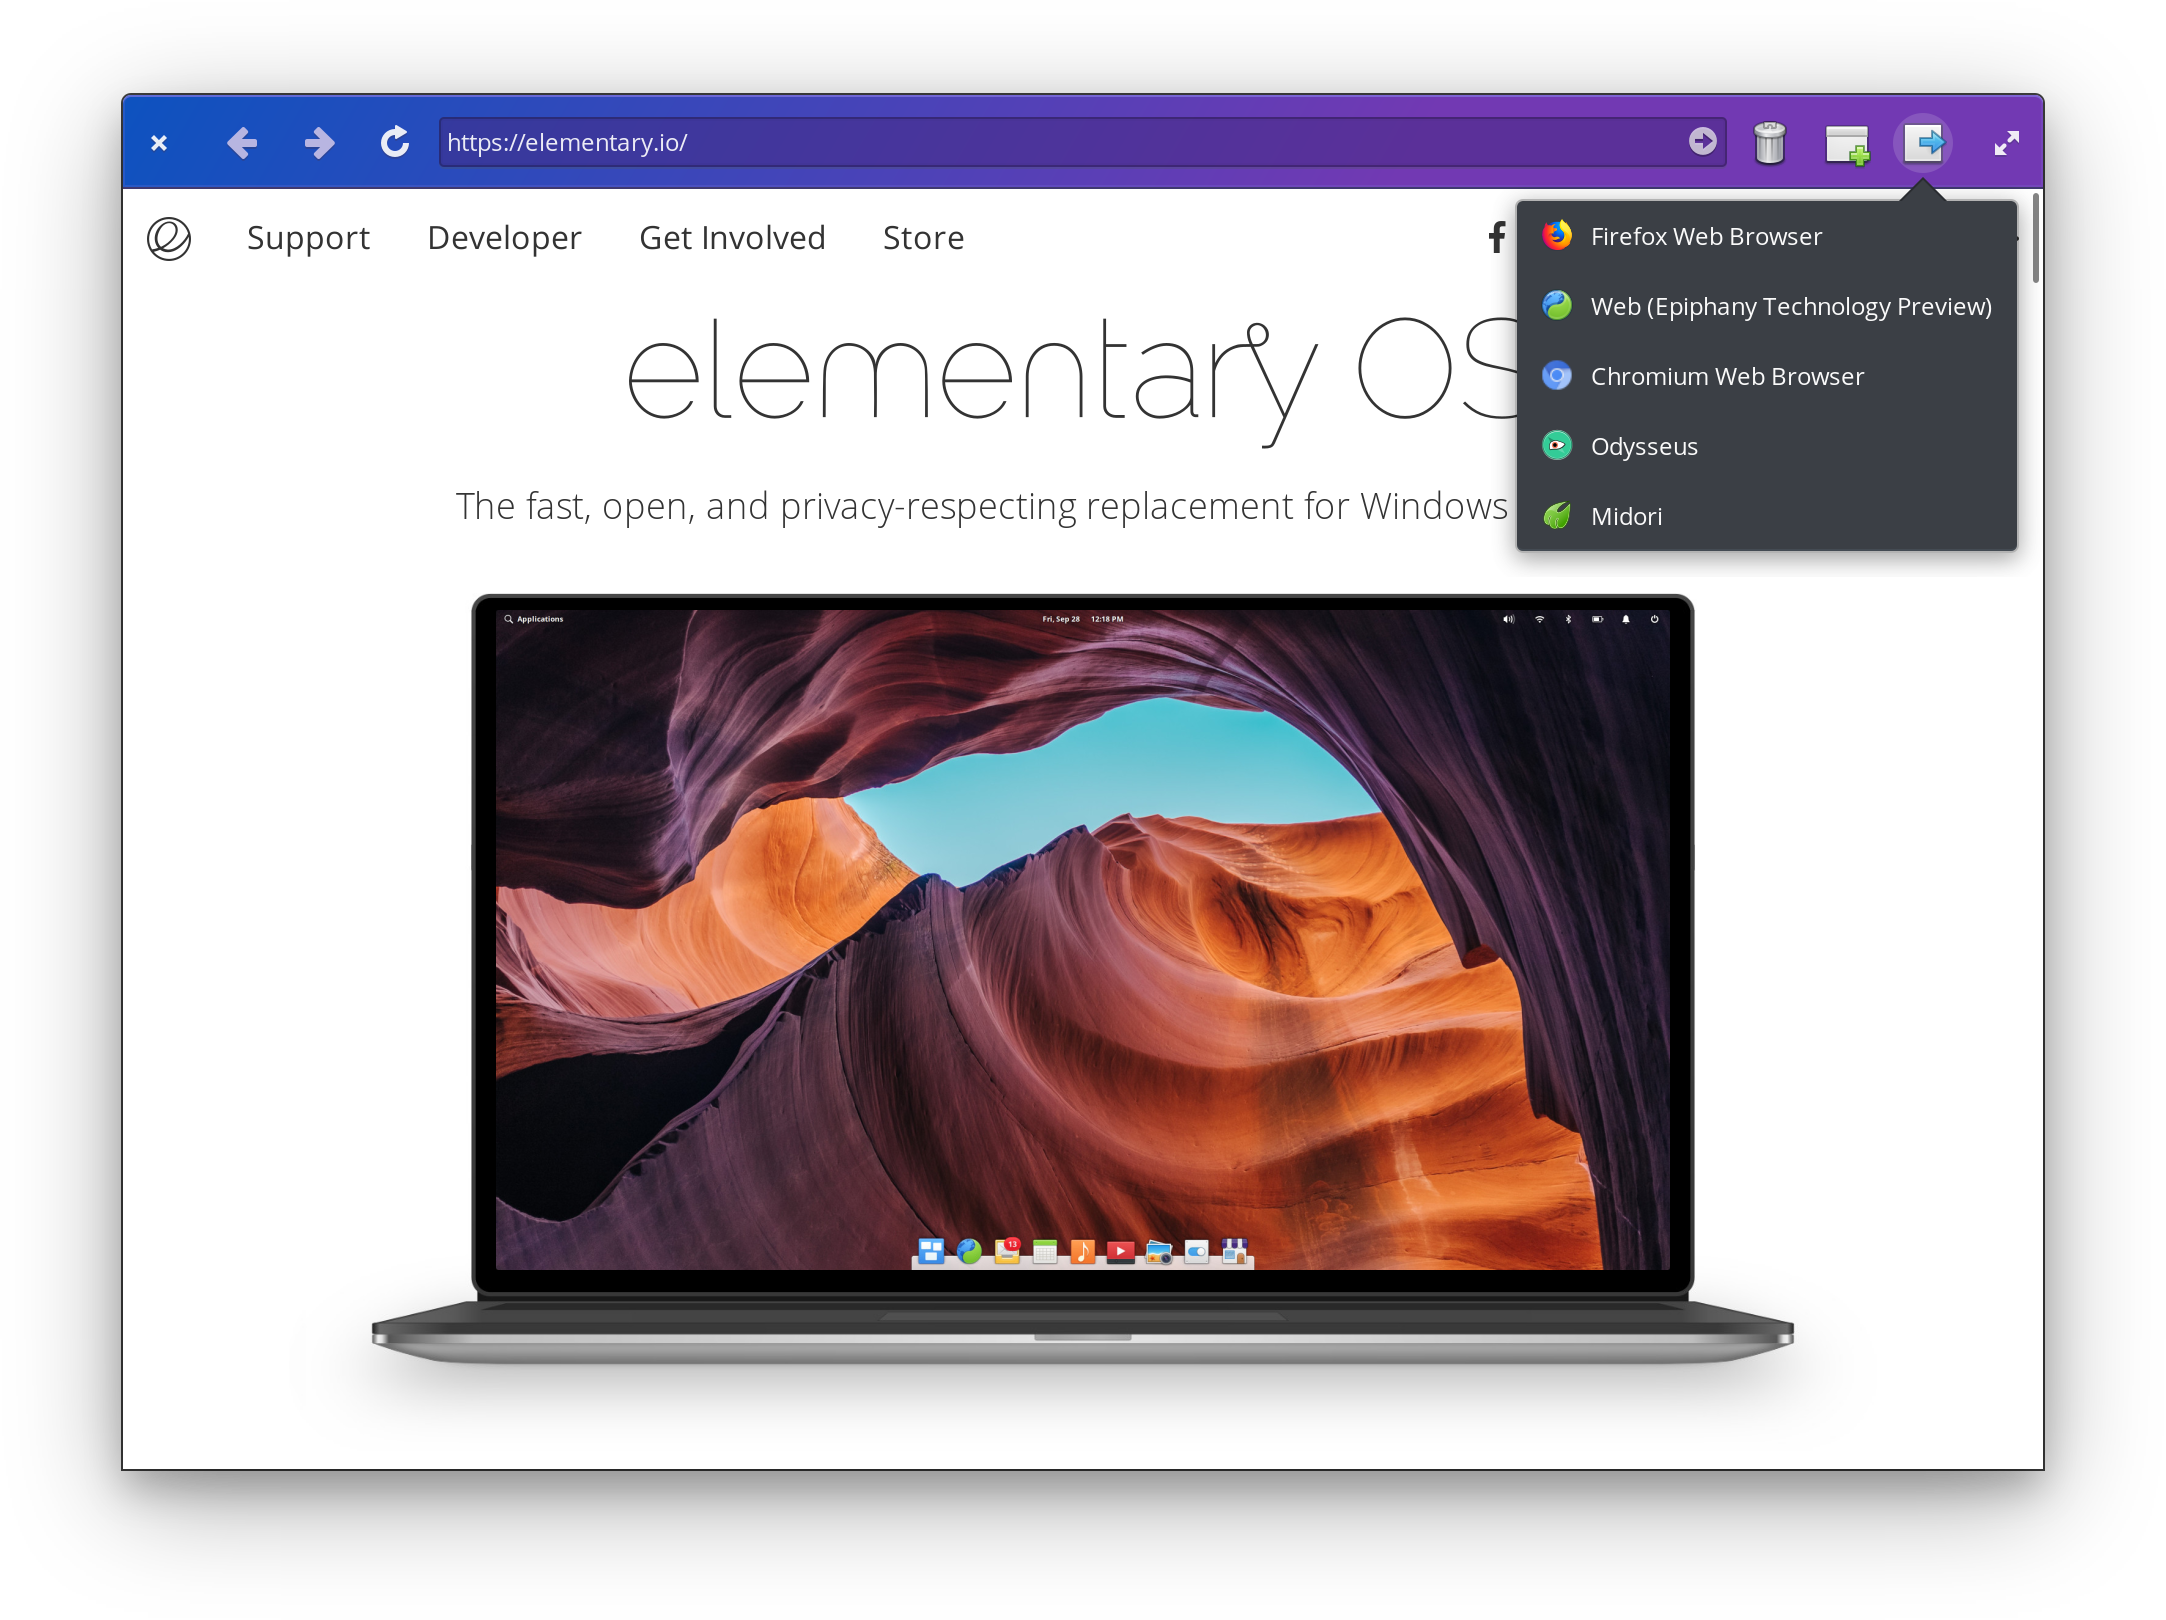 https://elementary.io/
Support Developer Get Involved Store
Firefox Web Browser
Web (Epiphany Technology Preview)
Chromium Web Browser
Odysseus
Midori
elementary OS
The fast, open, and privacy-respecting replacement for Windows
Applications Fri, Sep 28 12:18 PM
13